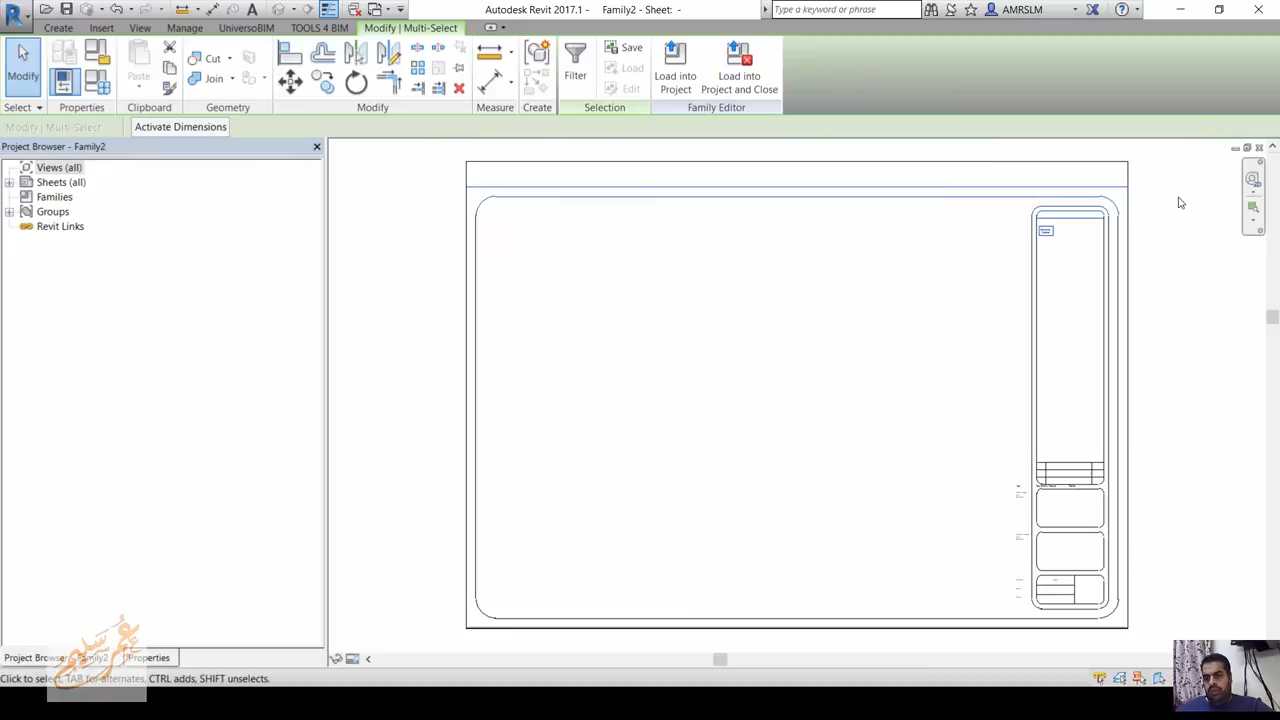 Autodesk Revit 2017.1 - Family2 - Sheet: -
Type a keyword or phrase
AMRSLM
Create Insert View Manage UniversoBIM TOOLS 4 BIM Modify | Multi-Select
Modify
Paste
Cut
Join
Filter
Save
Load
Edit
Load into
Project
Load into
Project and Close
Select Properties Clipboard Geometry Modify Measure Create Selection Family Editor
Modify | Multi-Select Activate Dimensions
Project Browser - Family2
Views (all)
Sheets (all)
Families
Groups
Revit Links
Project Browser - Family2 Properties
Click to select, TAB for alternates, CTRL adds, SHIFT unselects.
عمر سليم